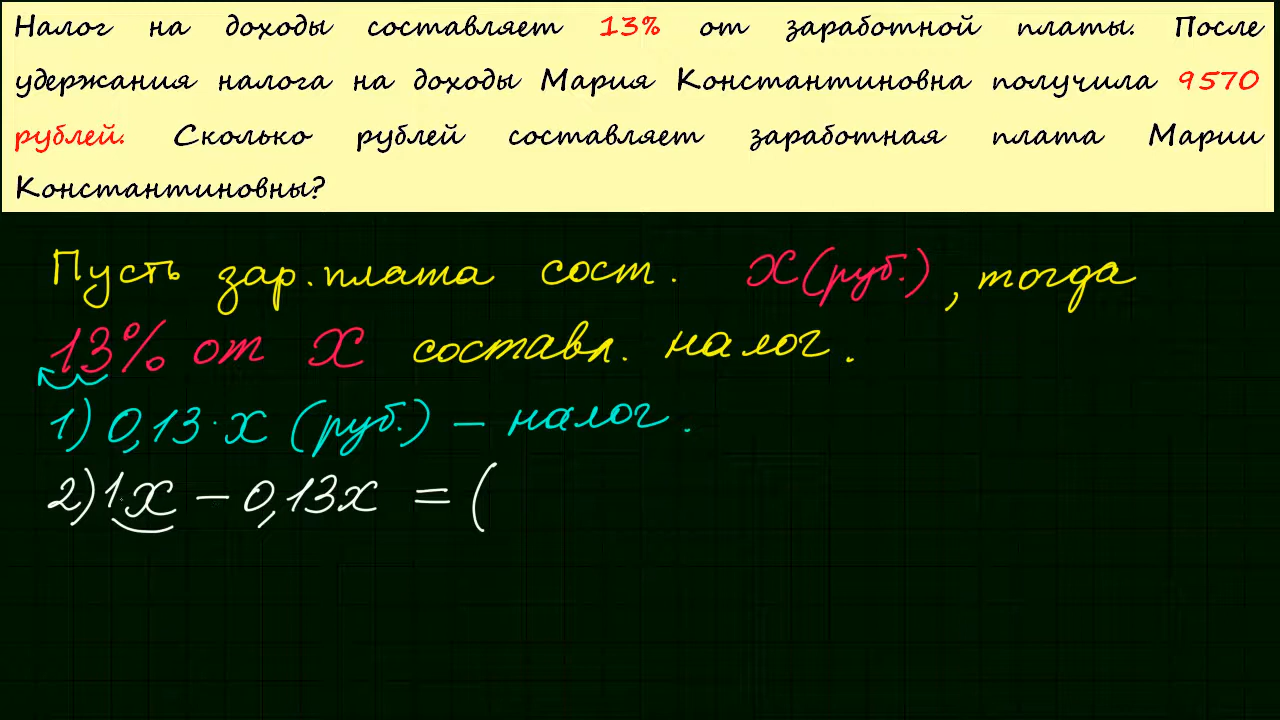 Налог на доходы составляет 13% от заработной платы. После
удержания налога на доходы Мария Константиновна получила 9570
рублей. Сколько рублей составляет заработная плата Марии
Константиновны?
Пусть зар. плата сост. x (руб.), тогда
13% от x составл. налог.
1) 0,13·x (руб.) – налог.
2) 1·x – 0,13x = (